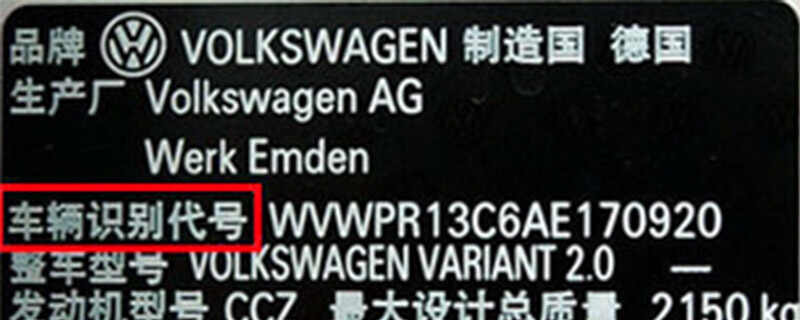 品牌 VOLKSWAGEN 制造国 德国
生产厂 Volkswagen AG
Werk Emden
车辆识别代号 WVWPR13C6AE170920
整车型号 VOLKSWAGEN VARIANT 2.0 —
发动机型号 CCZ 最大设计总质量 2150 kg